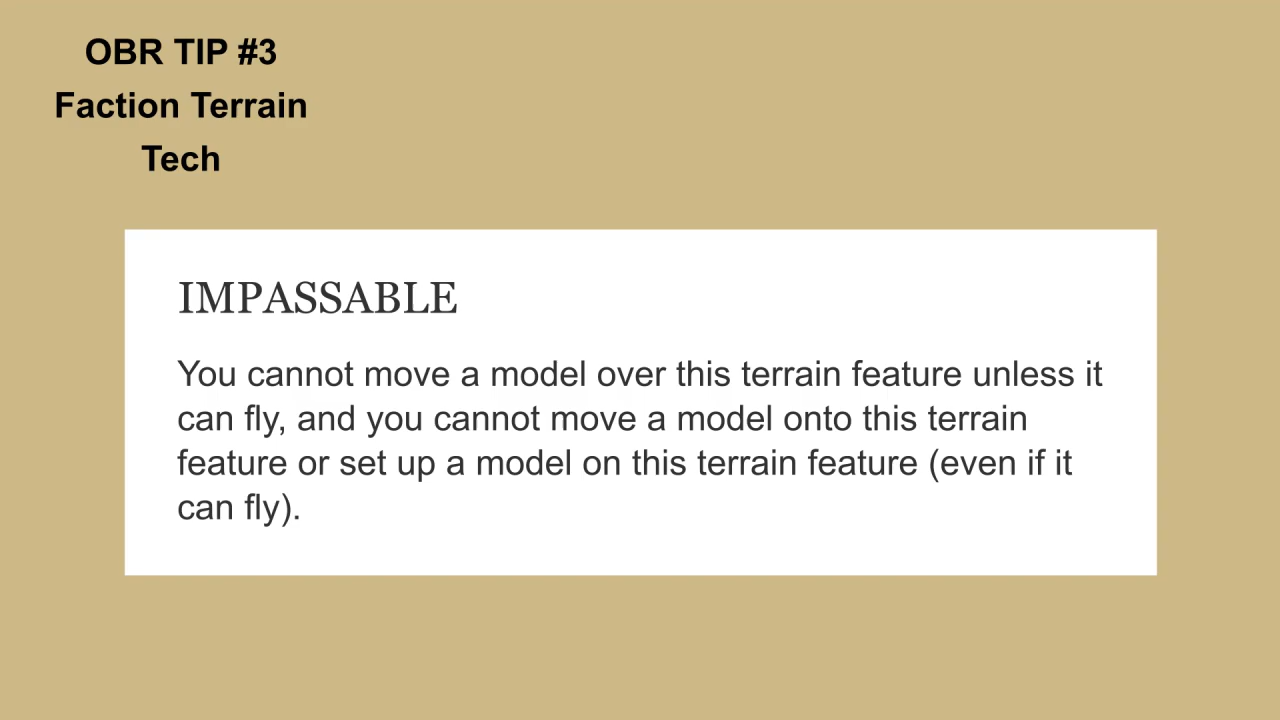 OBR TIP #3
Faction Terrain
Tech
IMPASSABLE
You cannot move a model over this terrain feature unless it
can fly, and you cannot move a model onto this terrain
feature or set up a model on this terrain feature (even if it
can fly).